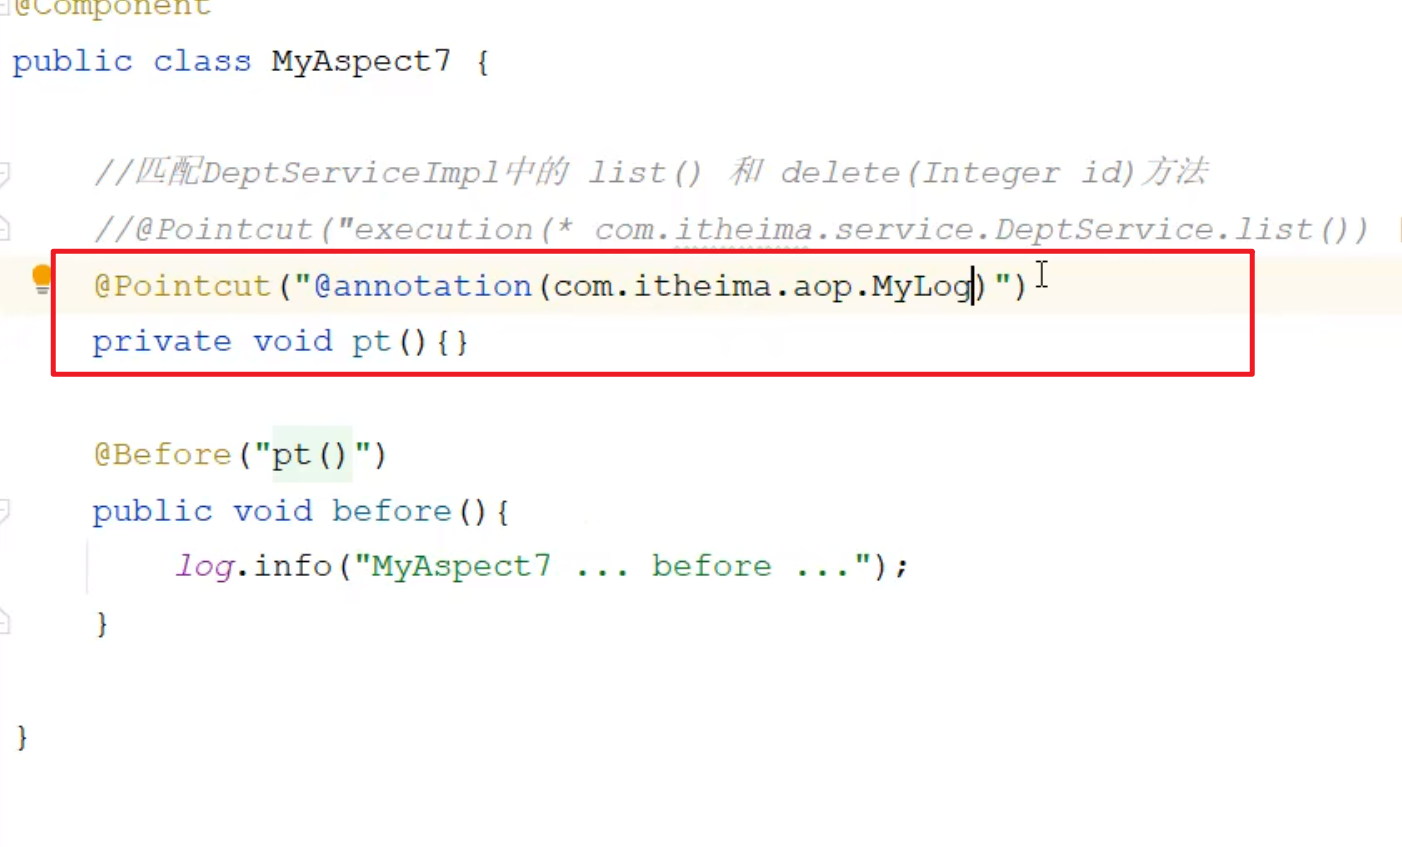 @Component
public class MyAspect7 {
//匹配DeptServiceImpl中的 list() 和 delete(Integer id)方法
//@Pointcut("execution(* com.itheima.service.DeptService.list())
@Pointcut("@annotation(com.itheima.aop.MyLog)")
private void pt(){}
@Before("pt()")
public void before(){
log.info("MyAspect7 ... before ...");
}
}